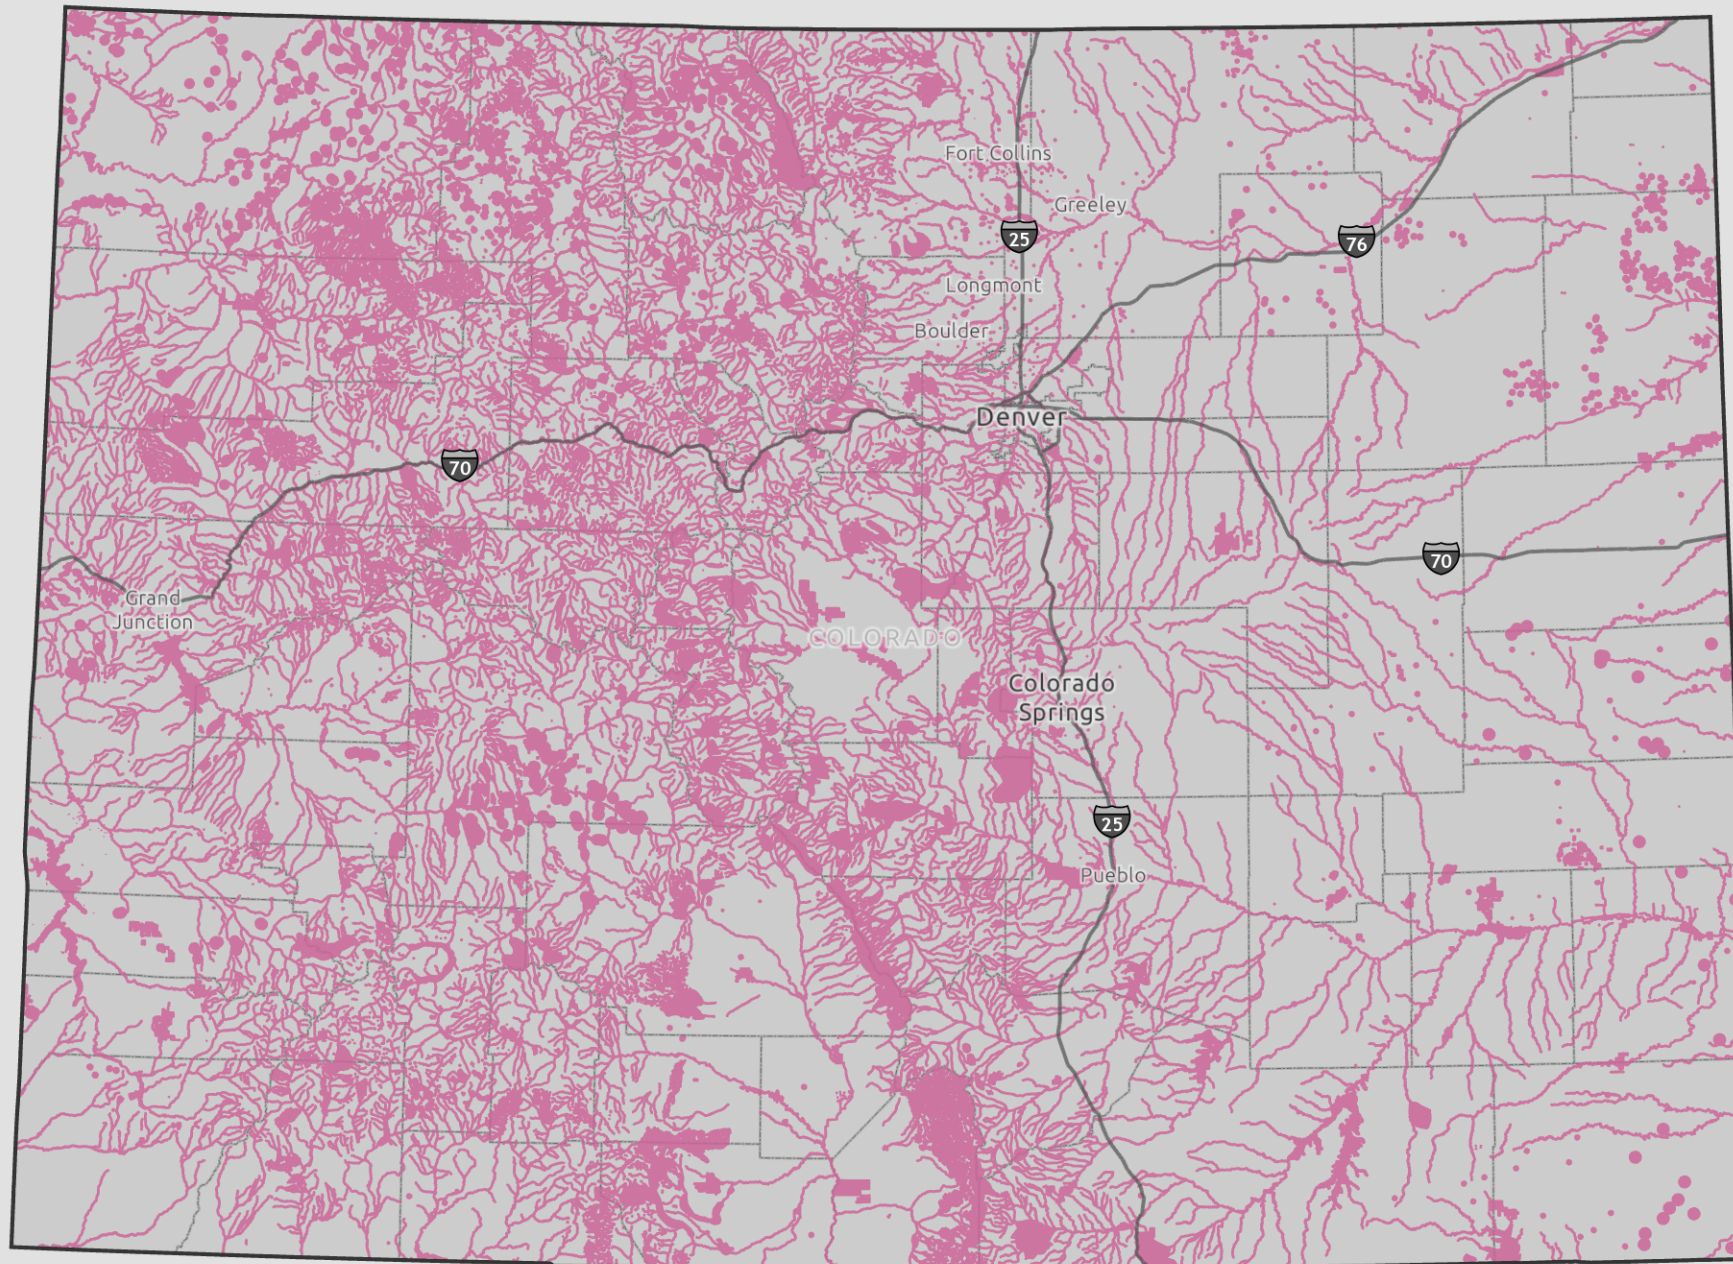 Fort Collins
Greeley
25
76
Longmont
Boulder
Denver
70
70
Grand
Junction
COLORADO
Colorado
Springs
25
Pueblo